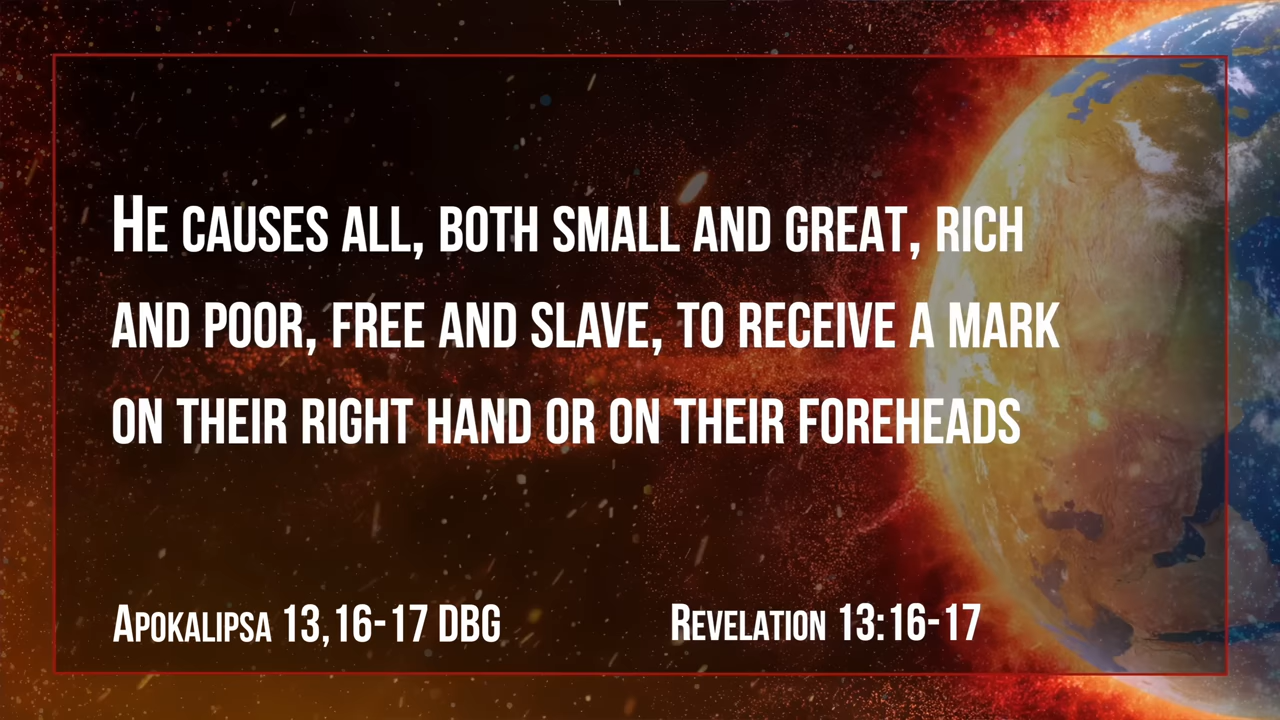 He causes all, both small and great, rich
and poor, free and slave, to receive a mark
on their right hand or on their foreheads
Apokalipsa 13,16-17 DBG
Revelation 13:16-17